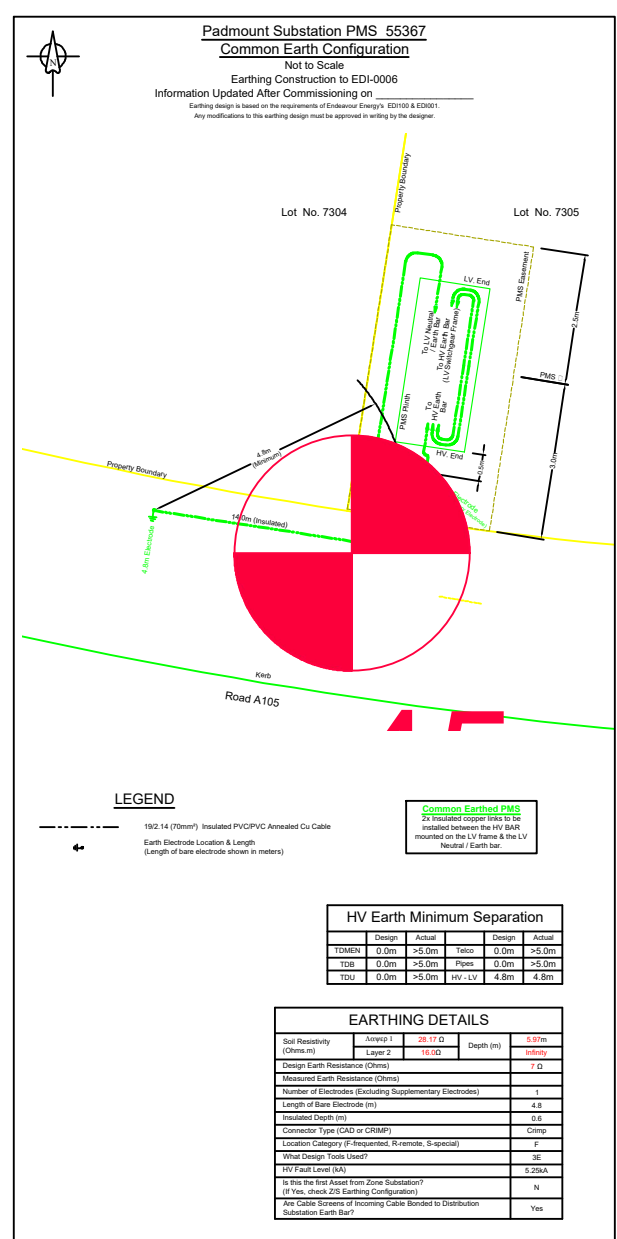 Padmount Substation PMS 55367
Common Earth Configuration
Not to Scale
Earthing Construction to EDI-0006
Information Updated After Commissioning on ________________
Earthing design is based on the requirements of Endeavour Energy's EDI100 & EDI001.
Any modifications to this earthing design must be approved in writing by the designer.
N
Property Boundary
Lot No. 7304
Lot No. 7305
LV. End
PMS Easement
To LV Neutral
/ Earth Bar
To HV Earth Bar
(LV Switchgear Frame)
2.5m
PMS
PMS Plinth
To
HV Earth
Bar
HV. End
0.5m
3.0m
4.8m
(Minimum)
Property Boundary
14.0m (Insulated)
4.8m Electrode
Electrode
Electrode)
Kerb
Road A105
LEGEND
19/2.14 (70mm²) Insulated PVC/PVC Annealed Cu Cable
Earth Electrode Location & Length
(Length of bare electrode shown in meters)
Common Earthed PMS
2x Insulated copper links to be
installed between the HV BAR
mounted on the LV frame & the LV
Neutral / Earth bar.
HV Earth Minimum Separation
Design Actual Design Actual
TDMEN 0.0m >5.0m Telco 0.0m >5.0m
TDB 0.0m >5.0m Pipes 0.0m >5.0m
TDU 0.0m >5.0m HV - LV 4.8m 4.8m
EARTHING DETAILS
Soil Resistivity
(Ohms.m)
28.17 Ω Depth (m) 5.97m
Layer 2 16.0Ω Infinity
Design Earth Resistance (Ohms) 7 Ω
Measured Earth Resistance (Ohms)
Number of Electrodes (Excluding Supplementary Electrodes) 1
Length of Bare Electrode (m) 4.8
Insulated Depth (m) 0.6
Connector Type (CAD or CRIMP) Crimp
Location Category (F-frequented, R-remote, S-special) F
What Design Tools Used? 3E
HV Fault Level (kA) 5.25kA
Is this the first Asset from Zone Substation?
(If Yes, check Z/S Earthing Configuration) N
Are Cable Screens of Incoming Cable Bonded to Distribution
Substation Earth Bar? Yes